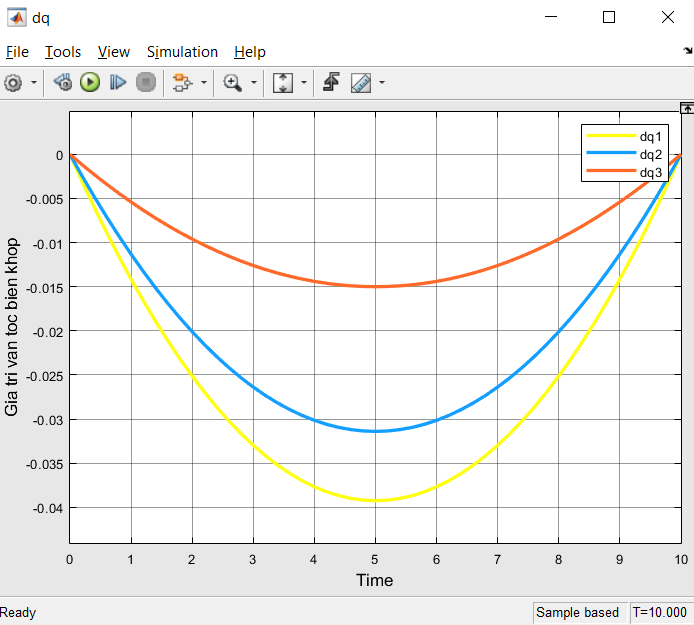 dq
File Tools View Simulation Help
dq1
dq2
dq3
0
-0.005
-0.01
-0.015
-0.02
-0.025
-0.03
-0.035
-0.04
Gia tri van toc bien khop
0 1 2 3 4 5 6 7 8 9 10
Time
Ready
Sample based
T=10.000